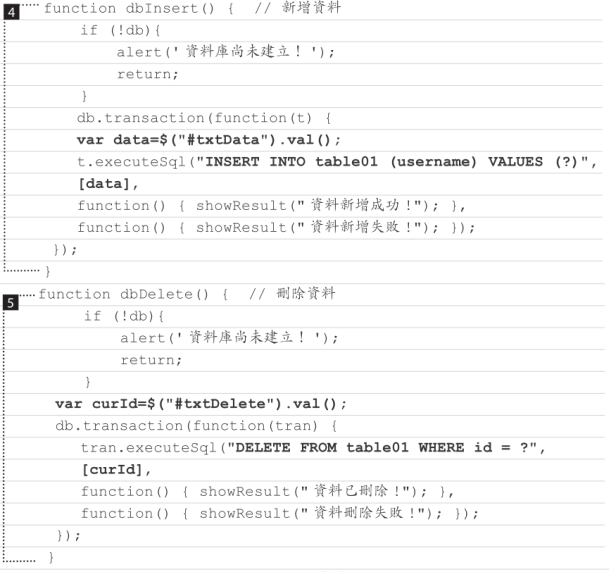 4 function dbInsert() { // 新增資料
if (!db){
alert('資料庫尚未建立！');
return;
}
db.transaction(function(t) {
var data=$("#txtData").val();
t.executeSql("INSERT INTO table01 (username) VALUES (?)",
[data],
function() { showResult("資料新增成功!"); },
function() { showResult("資料新增失敗!"); });
});
}
5 function dbDelete() { // 刪除資料
if (!db){
alert('資料庫尚未建立！');
return;
}
var curId=$("#txtDelete").val();
db.transaction(function(tran) {
tran.executeSql("DELETE FROM table01 WHERE id = ?",
[curId],
function() { showResult("資料已刪除!"); },
function() { showResult("資料刪除失敗!"); });
});
}